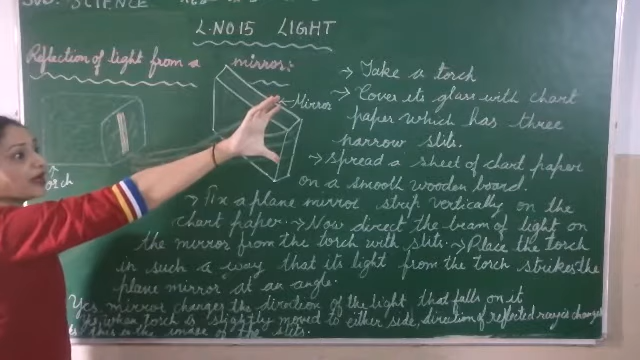 SCIENCE
L.NO 15 LIGHT
Reflection of light from a mirror:
Mirror
Torch
→ Take a torch
→ Cover its glass with chart
paper which has three
narrow slits.
→ Spread a sheet of chart paper
on a smooth wooden board.
→ Fix a plane mirror strip vertically on the
chart paper. → Now direct the beam of light on
the mirror from the torch with slits. → Place the torch
in such a way that its light from the torch strikes the
plane mirror at an angle.
Yes, mirror changes the direction of the light, that falls on it
when torch is slightly moved to either side, direction of reflected rays changes
the image of the slits.